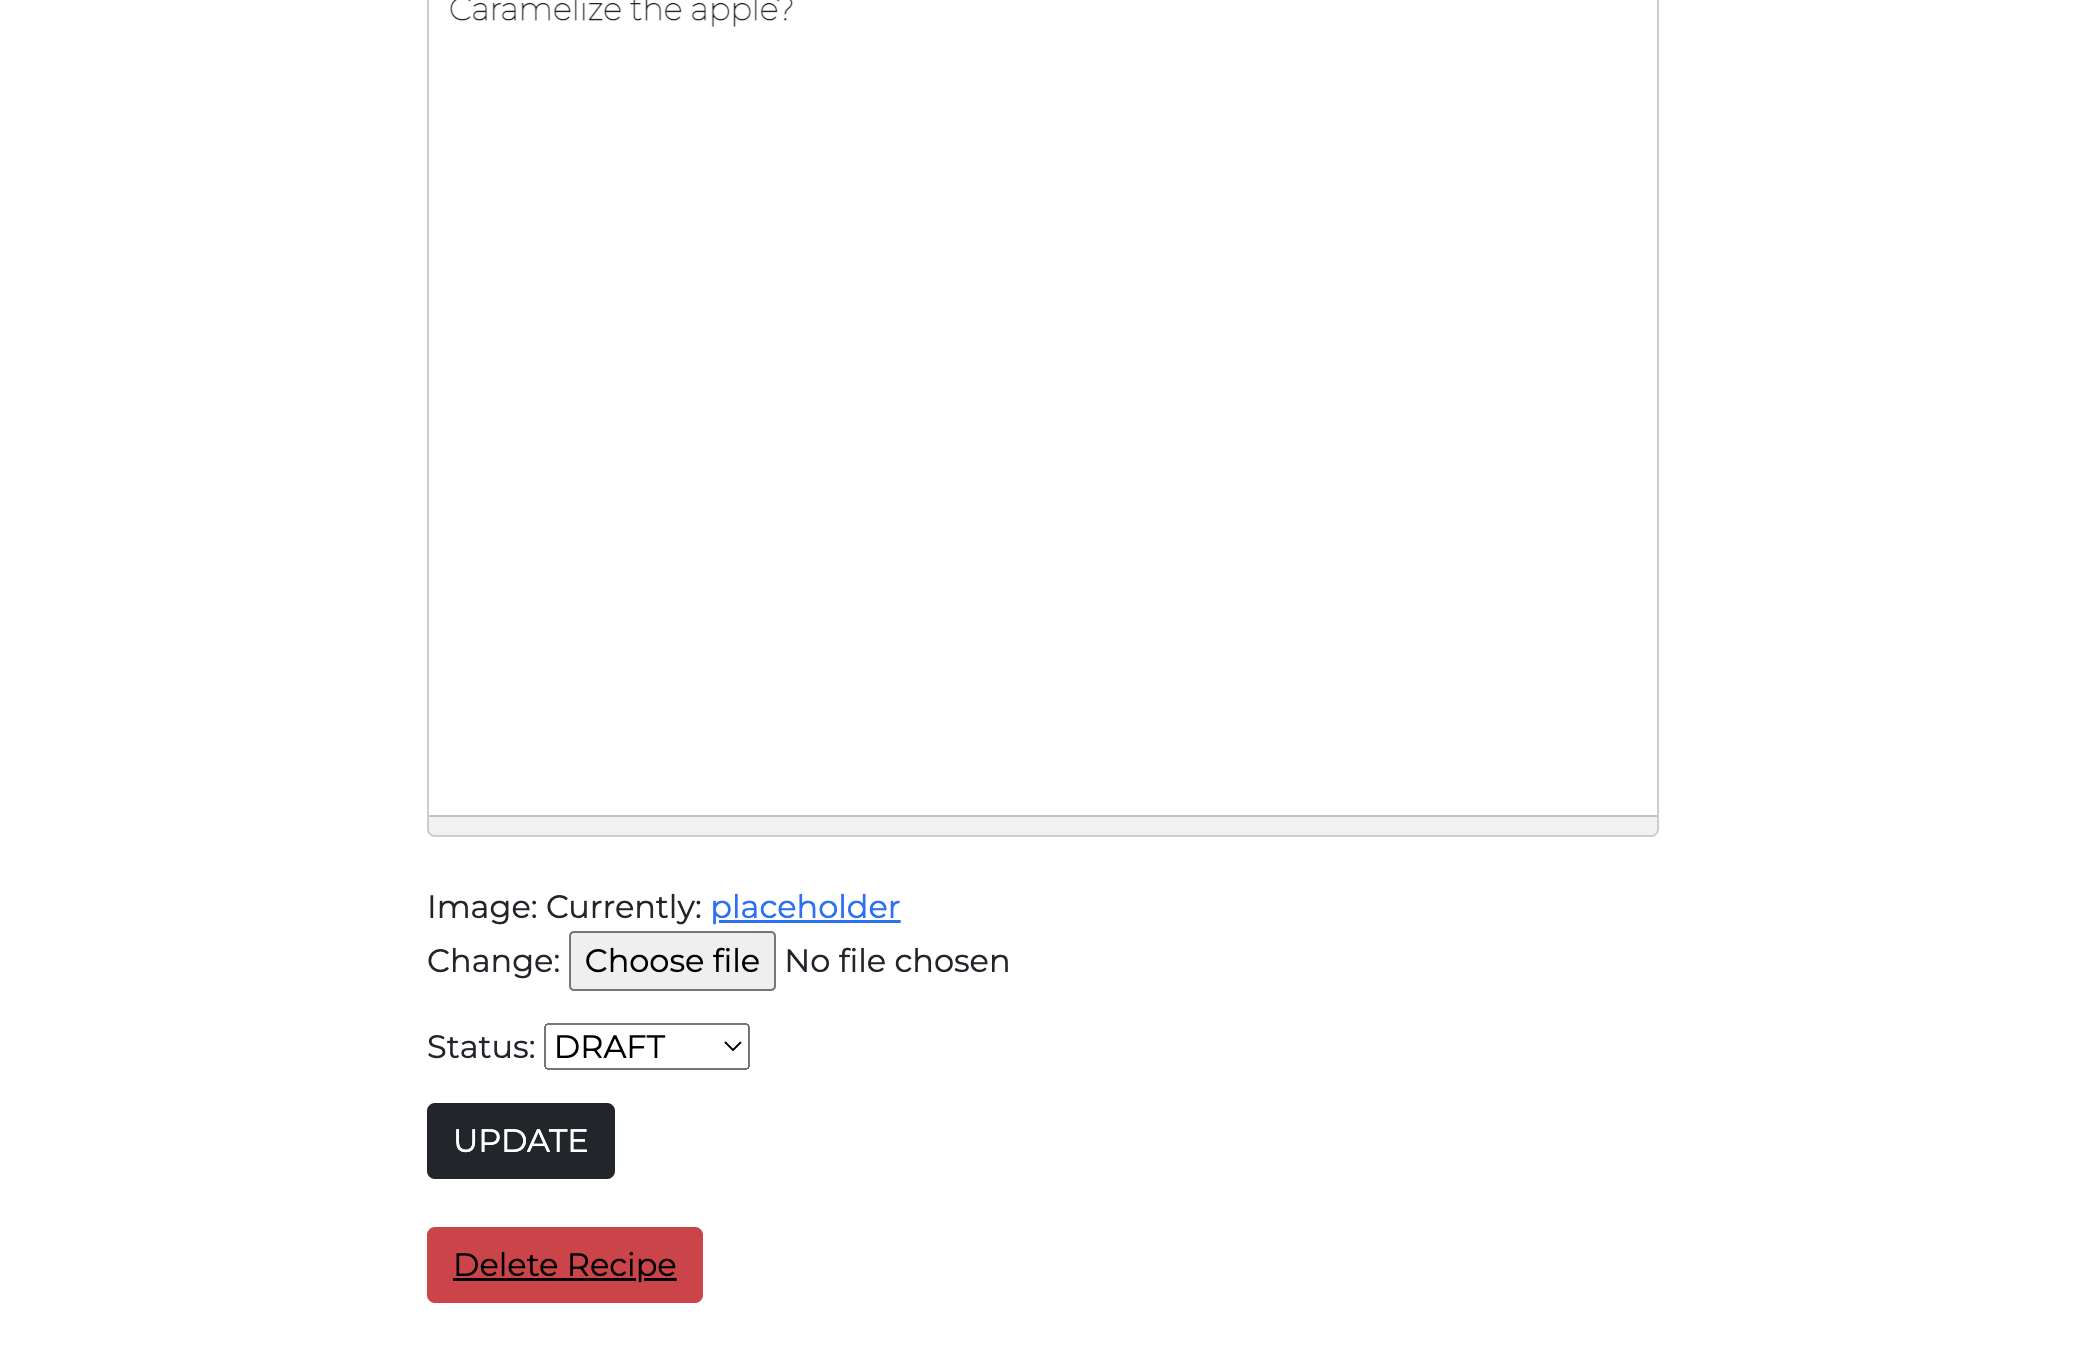 Caramelize the apple?
Image: Currently: placeholder
Change: Choose file No file chosen
Status: DRAFT
UPDATE
Delete Recipe